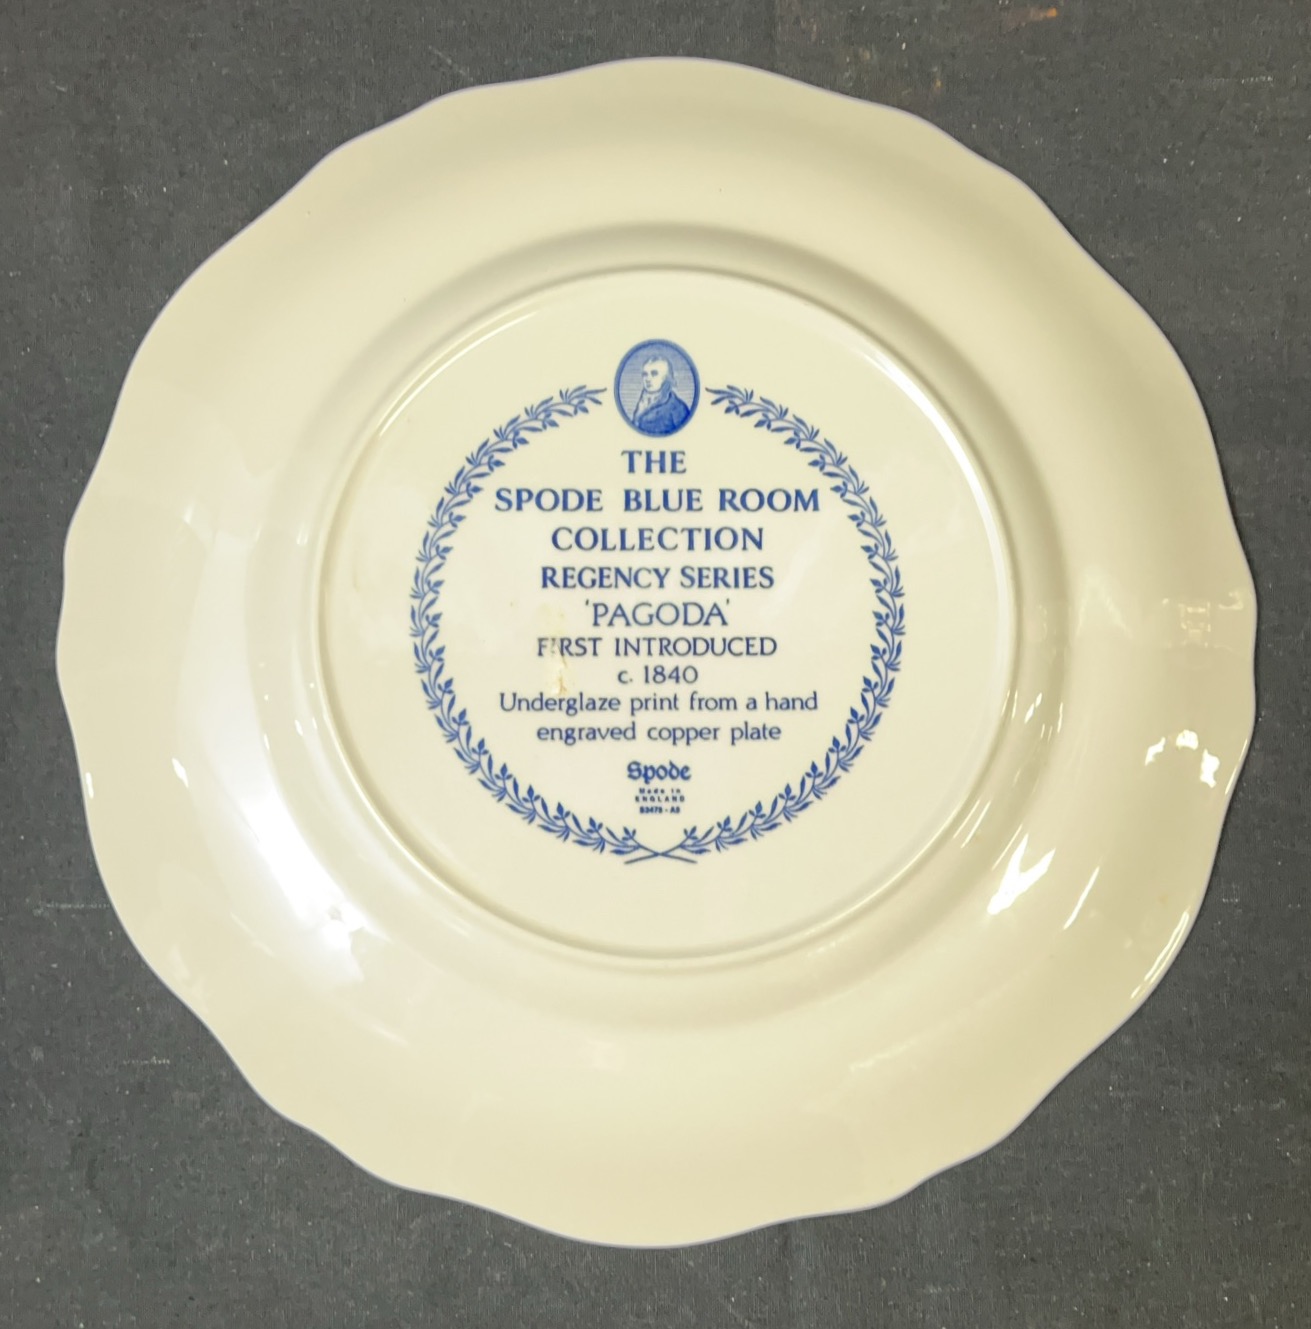 THE
SPODE BLUE ROOM
COLLECTION
REGENCY SERIES
'PAGODA'
FIRST INTRODUCED
c. 1840
Underglaze print from a hand
engraved copper plate
Spode
Made in
ENGLAND